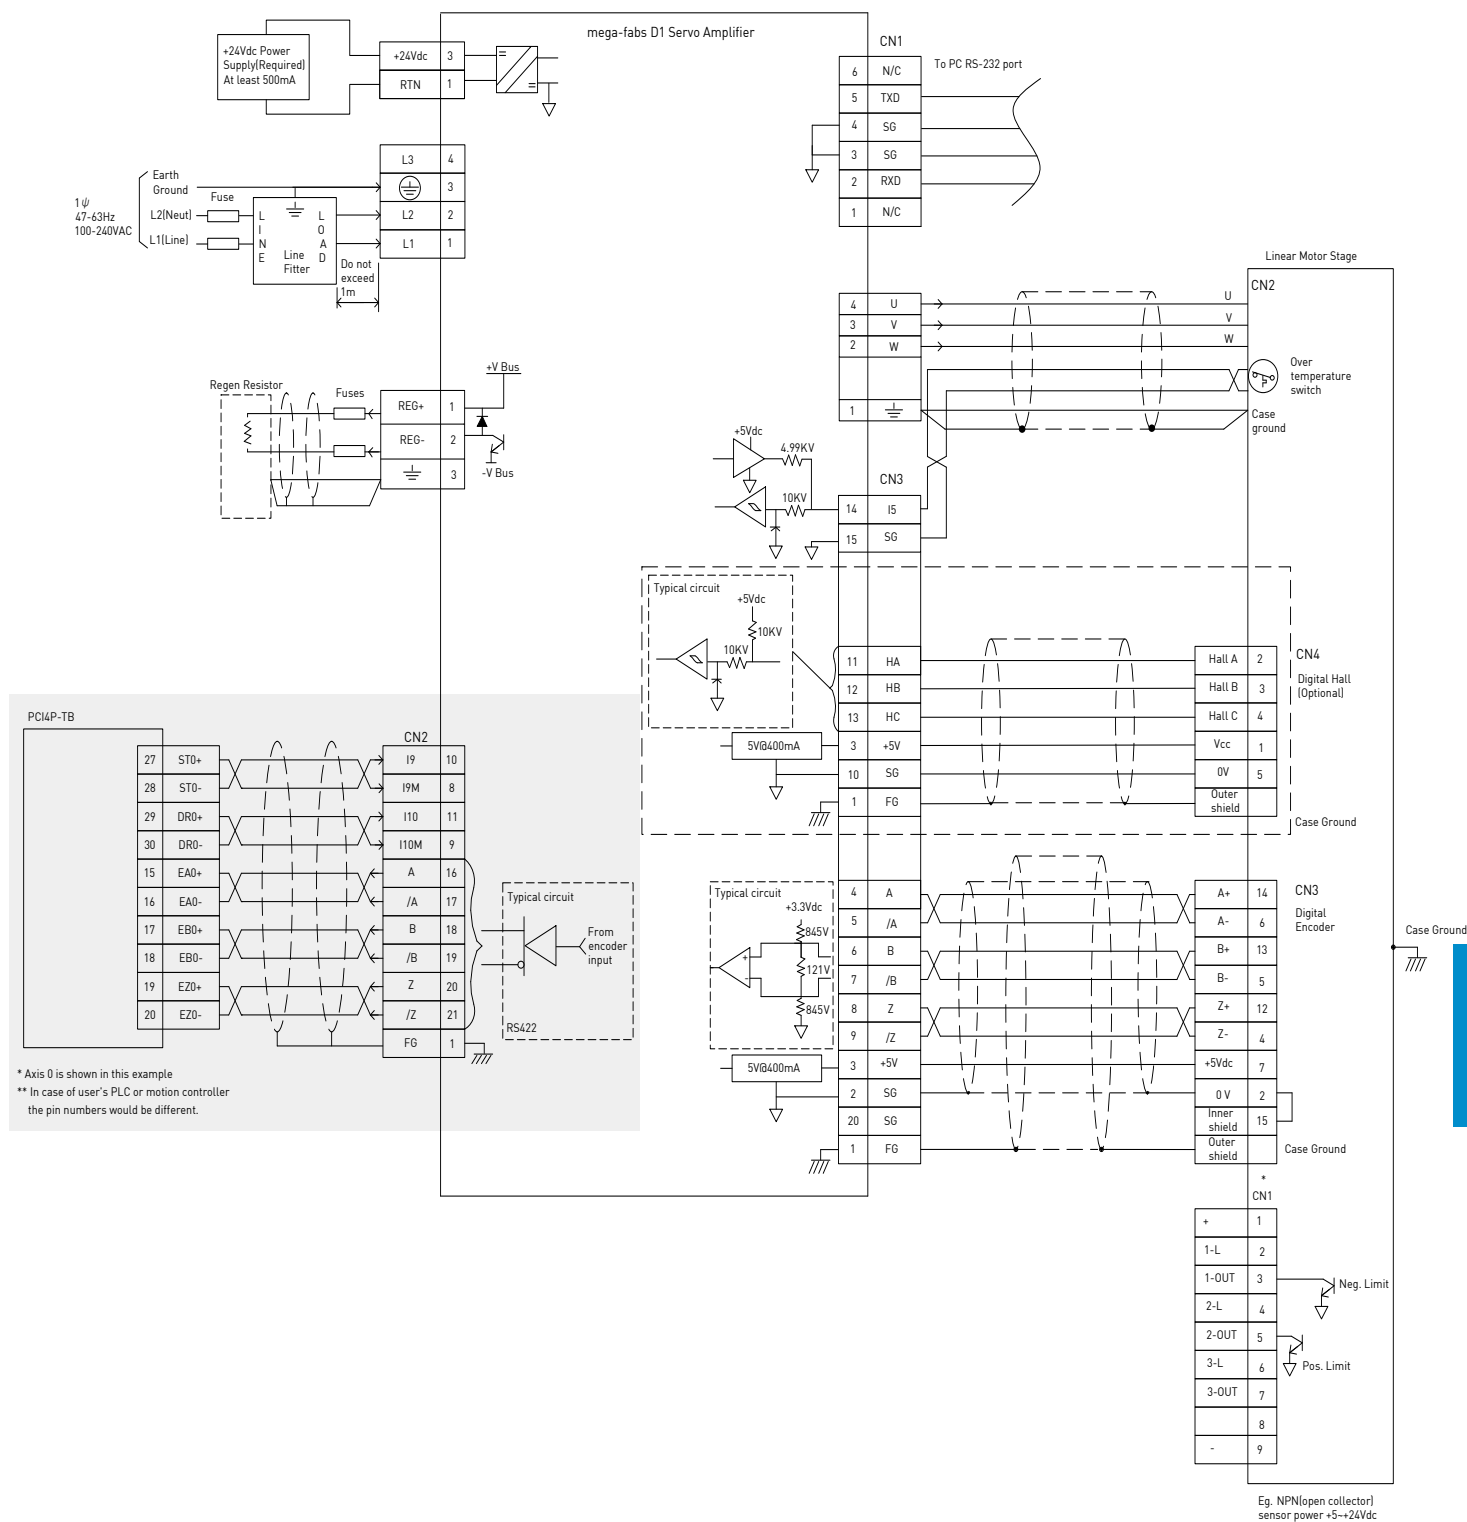 mega-fabs D1 Servo Amplifier
+24Vdc Power
Supply(Required)
At least 500mA
+24Vdc 3
RTN 1
L3 4
3
L2 2
L1 1
Earth
Ground
Fuse
1ψ
47-63Hz
100-240VAC
L2(Neut)
L1(Line)
LINE
LOAD
Line
Fitter
Do not
exceed
1m
Regen Resistor
Fuses
REG+ 1
REG- 2
3
+V Bus
-V Bus
CN1
To PC RS-232 port
6 N/C
5 TXD
4 SG
3 SG
2 RXD
1 N/C
Linear Motor Stage
CN2
4 U
3 V
2 W
1
U
V
W
Over
temperature
switch
Case
ground
+5Vdc
4.99KV
10KV
CN3
14 I5
15 SG
Typical circuit
+5Vdc
10KV
10KV
11 HA
12 HB
13 HC
3 +5V
10 SG
1 FG
5V@400mA
Hall A 2
Hall B 3
Hall C 4
Vcc 1
0V 5
Outer
shield
CN4
Digital Hall
(Optional)
Case Ground
PCI4P-TB
CN2
27 ST0+
28 ST0-
29 DR0+
30 DR0-
15 EA0+
16 EA0-
17 EB0+
18 EB0-
19 EZ0+
20 EZ0-
I9 10
I9M 8
I10 11
I10M 9
A 16
/A 17
B 18
/B 19
Z 20
/Z 21
FG 1
Typical circuit
From
encoder
input
RS422
* Axis 0 is shown in this example
** In case of user's PLC or motion controller
the pin numbers would be different.
Typical circuit
+3.3Vdc
845V
+
121V
-
845V
5V@400mA
4 A
5 /A
6 B
7 /B
8 Z
9 /Z
3 +5V
2 SG
20 SG
1 FG
A+ 14
A- 6
B+ 13
B- 5
Z+ 12
Z- 4
+5Vdc 7
0 V 2
Inner
shield 15
Outer
shield
CN3
Digital
Encoder
Case Ground
Case Ground
*
CN1
+ 1
1-L 2
1-OUT 3
2-L 4
2-OUT 5
3-L 6
3-OUT 7
8
- 9
Neg. Limit
Pos. Limit
Eg. NPN(open collector)
sensor power +5~+24Vdc